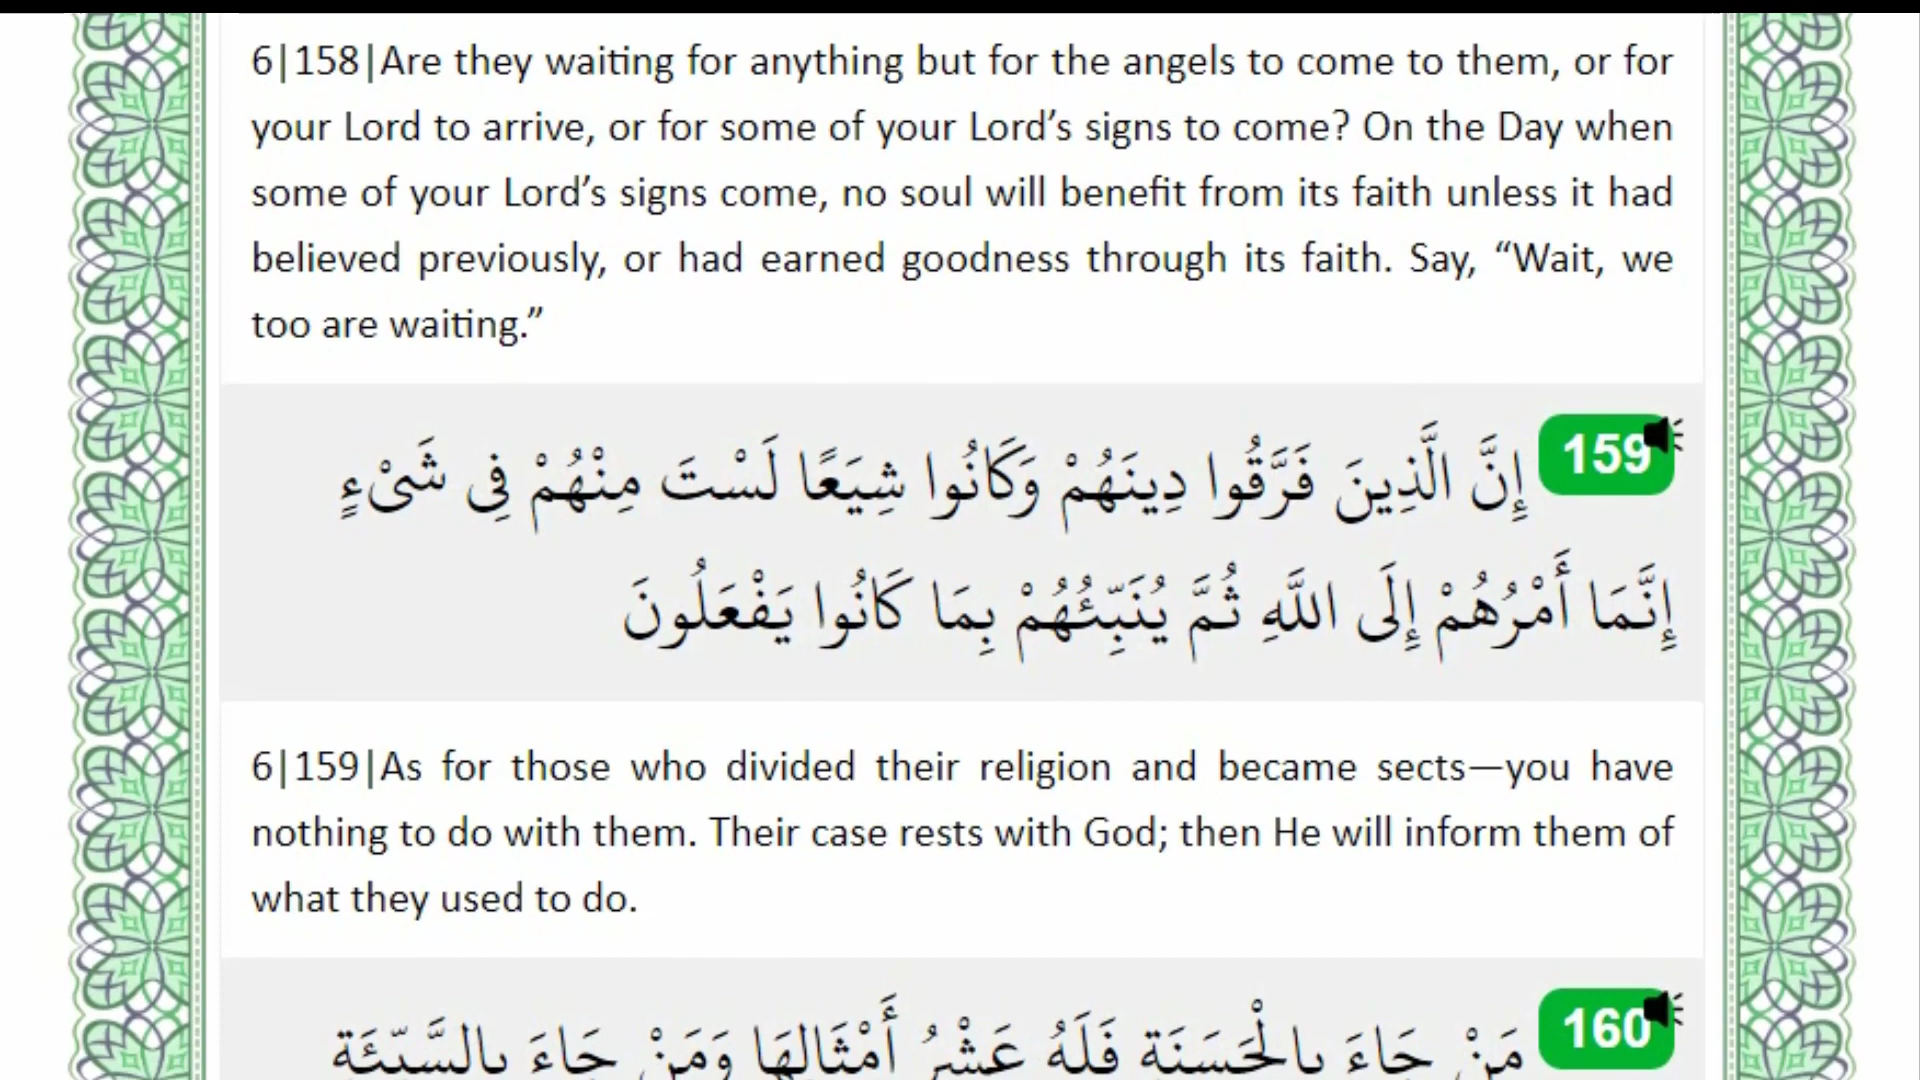 6|158|Are they waiting for anything but for the angels to come to them, or for
your Lord to arrive, or for some of your Lord’s signs to come? On the Day when
some of your Lord’s signs come, no soul will benefit from its faith unless it had
believed previously, or had earned goodness through its faith. Say, “Wait, we
too are waiting.”
159 إِنَّ الَّذِينَ فَرَّقُوا دِينَهُمْ وَكَانُوا شِيَعًا لَسْتَ مِنْهُمْ فِى شَىْءٍ
إِنَّمَا أَمْرُهُمْ إِلَى اللَّهِ ثُمَّ يُنَبِّئُهُمْ بِمَا كَانُوا يَفْعَلُونَ
6|159|As for those who divided their religion and became sects—you have
nothing to do with them. Their case rests with God; then He will inform them of
what they used to do.
160 مَنْ جَاءَ بِالْحَسَنَةِ فَلَهُ عَشْرُ أَمْثَالِهَا وَمَنْ جَاءَ بِالسَّيِّئَةِ